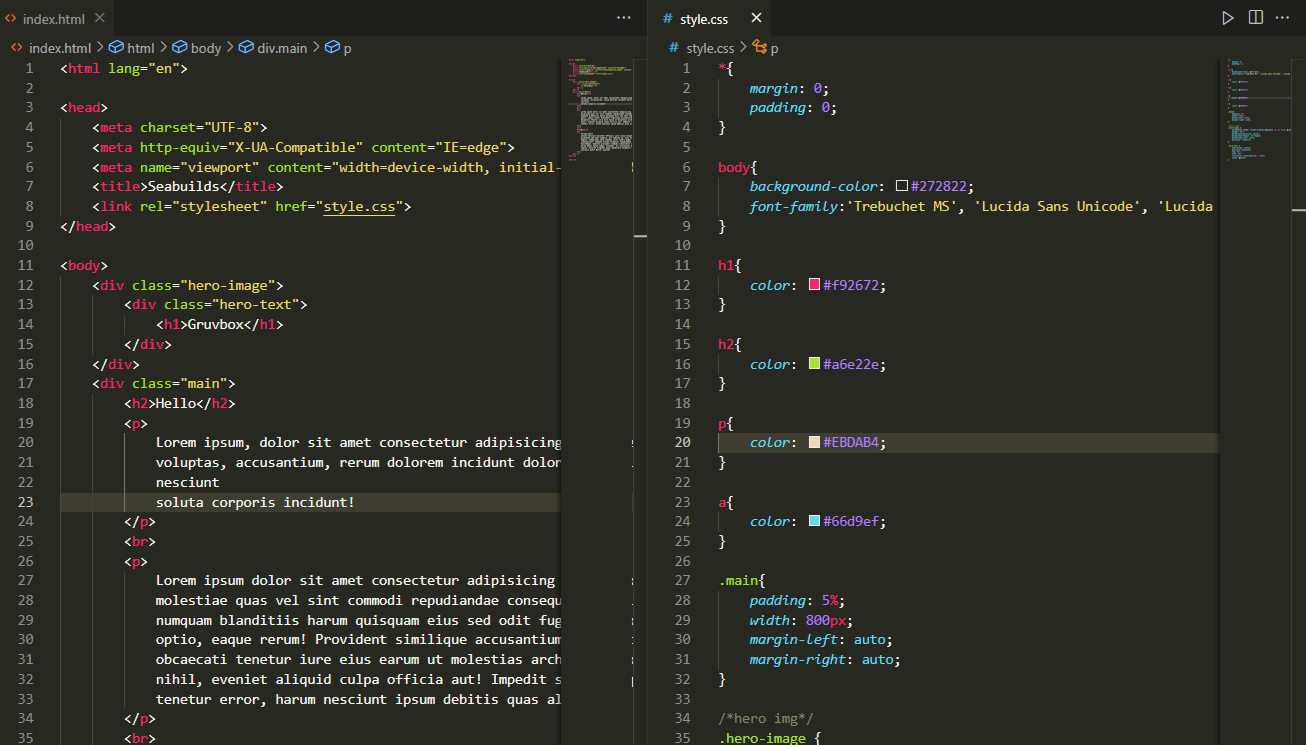 index.html
index.html > html > body > div.main > p
1 <html lang="en">
2
3 <head>
4 <meta charset="UTF-8">
5 <meta http-equiv="X-UA-Compatible" content="IE=edge">
6 <meta name="viewport" content="width=device-width, initial-
7 <title>Seabuilds</title>
8 <link rel="stylesheet" href="style.css">
9 </head>
10
11 <body>
12 <div class="hero-image">
13 <div class="hero-text">
14 <h1>Gruvbox</h1>
15 </div>
16 </div>
17 <div class="main">
18 <h2>Hello</h2>
19 <p>
20 Lorem ipsum, dolor sit amet consectetur adipisicing
21 voluptas, accusantium, rerum dolorem incidunt dolor
22 nesciunt
23 soluta corporis incidunt!
24 </p>
25 <br>
26 <p>
27 Lorem ipsum dolor sit amet consectetur adipisicing
28 molestiae quas vel sint commodi repudiandae consequ
29 numquam blanditiis harum quisquam eius sed odit fug
30 optio, eaque rerum! Provident similique accusantium
31 obcaecati tenetur iure eius earum ut molestias arch
32 nihil, eveniet aliquid culpa officia aut! Impedit s
33 tenetur error, harum nesciunt ipsum debitis quas al
34 </p>
35 <br>
# style.css
# style.css > p
1 *{
2 margin: 0;
3 padding: 0;
4 }
5
6 body{
7 background-color: #272822;
8 font-family:'Trebuchet MS', 'Lucida Sans Unicode', 'Lucida
9 }
10
11 h1{
12 color: #f92672;
13 }
14
15 h2{
16 color: #a6e22e;
17 }
18
19 p{
20 color: #EBDAB4;
21 }
22
23 a{
24 color: #66d9ef;
25 }
26
27 .main{
28 padding: 5%;
29 width: 800px;
30 margin-left: auto;
31 margin-right: auto;
32 }
33
34 /*hero img*/
35 .hero-image {